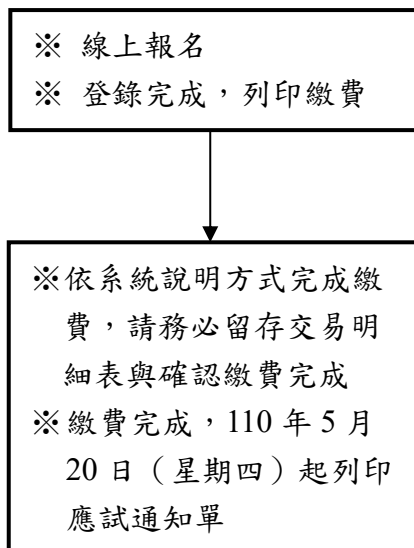 ※ 線上報名
※ 登錄完成，列印繳費
※依系統說明方式完成繳
費，請務必留存交易明
細表與確認繳費完成
※繳費完成，110 年 5 月
20 日（星期四）起列印
應試通知單